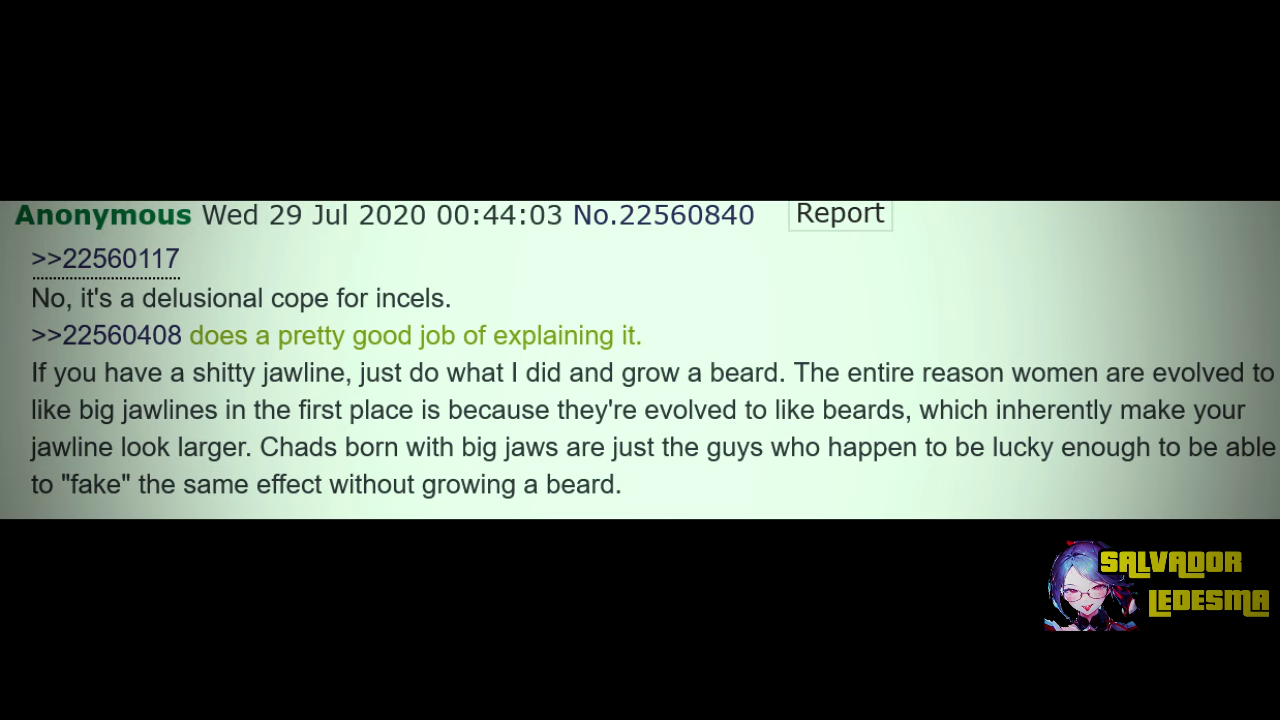 Anonymous Wed 29 Jul 2020 00:44:03 No.22560840 Report
>>22560117
No, it's a delusional cope for incels.
>>22560408 does a pretty good job of explaining it.
If you have a shitty jawline, just do what I did and grow a beard. The entire reason women are evolved to
like big jawlines in the first place is because they're evolved to like beards, which inherently make your
jawline look larger. Chads born with big jaws are just the guys who happen to be lucky enough to be able
to "fake" the same effect without growing a beard.
SALVADOR
LEDESMA